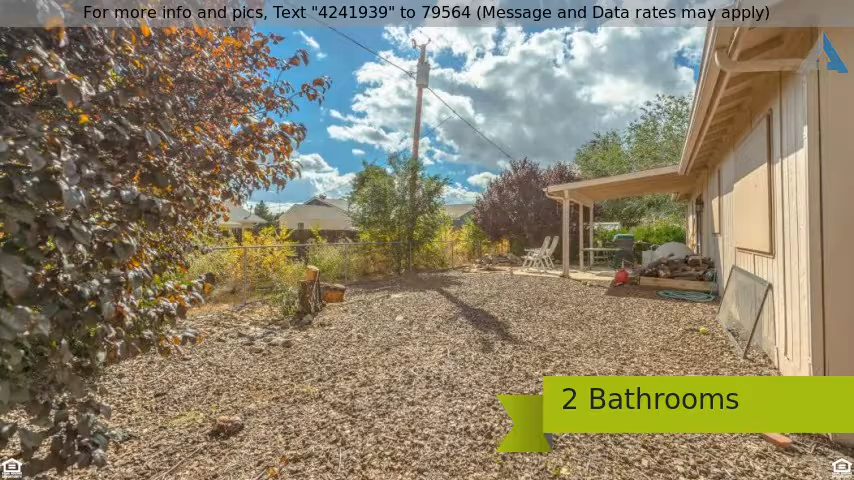 For more info and pics, Text "4241939" to 79564 (Message and Data rates may apply)
2 Bathrooms